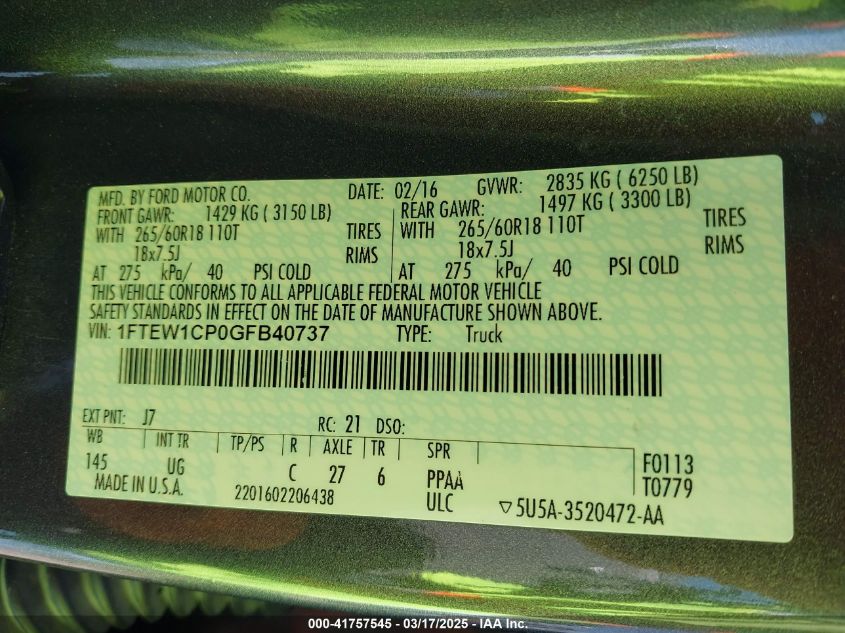 MFD. BY FORD MOTOR CO. DATE: 02/16 GVWR: 2835 KG ( 6250 LB)
FRONT GAWR: 1429 KG ( 3150 LB) REAR GAWR: 1497 KG ( 3300 LB)
WITH 265/60R18 110T TIRES WITH 265/60R18 110T TIRES
18x7.5J RIMS 18x7.5J RIMS
AT 275 kPa/ 40 PSI COLD AT 275 kPa/ 40 PSI COLD
THIS VEHICLE CONFORMS TO ALL APPLICABLE FEDERAL MOTOR VEHICLE
SAFETY STANDARDS IN EFFECT ON THE DATE OF MANUFACTURE SHOWN ABOVE.
VIN: 1FTEW1CP0GFB40737 TYPE: Truck
EXT PNT: J7 RC: 21 DSO:
WB INT TR TP/PS R AXLE TR SPR
145 UG C 27 6 PPAA F0113
MADE IN U.S.A. 2201602206438 ULC T0779
▽5U5A-3520472-AA
000-41757545 — 03/17/2025 — IAA Inc.